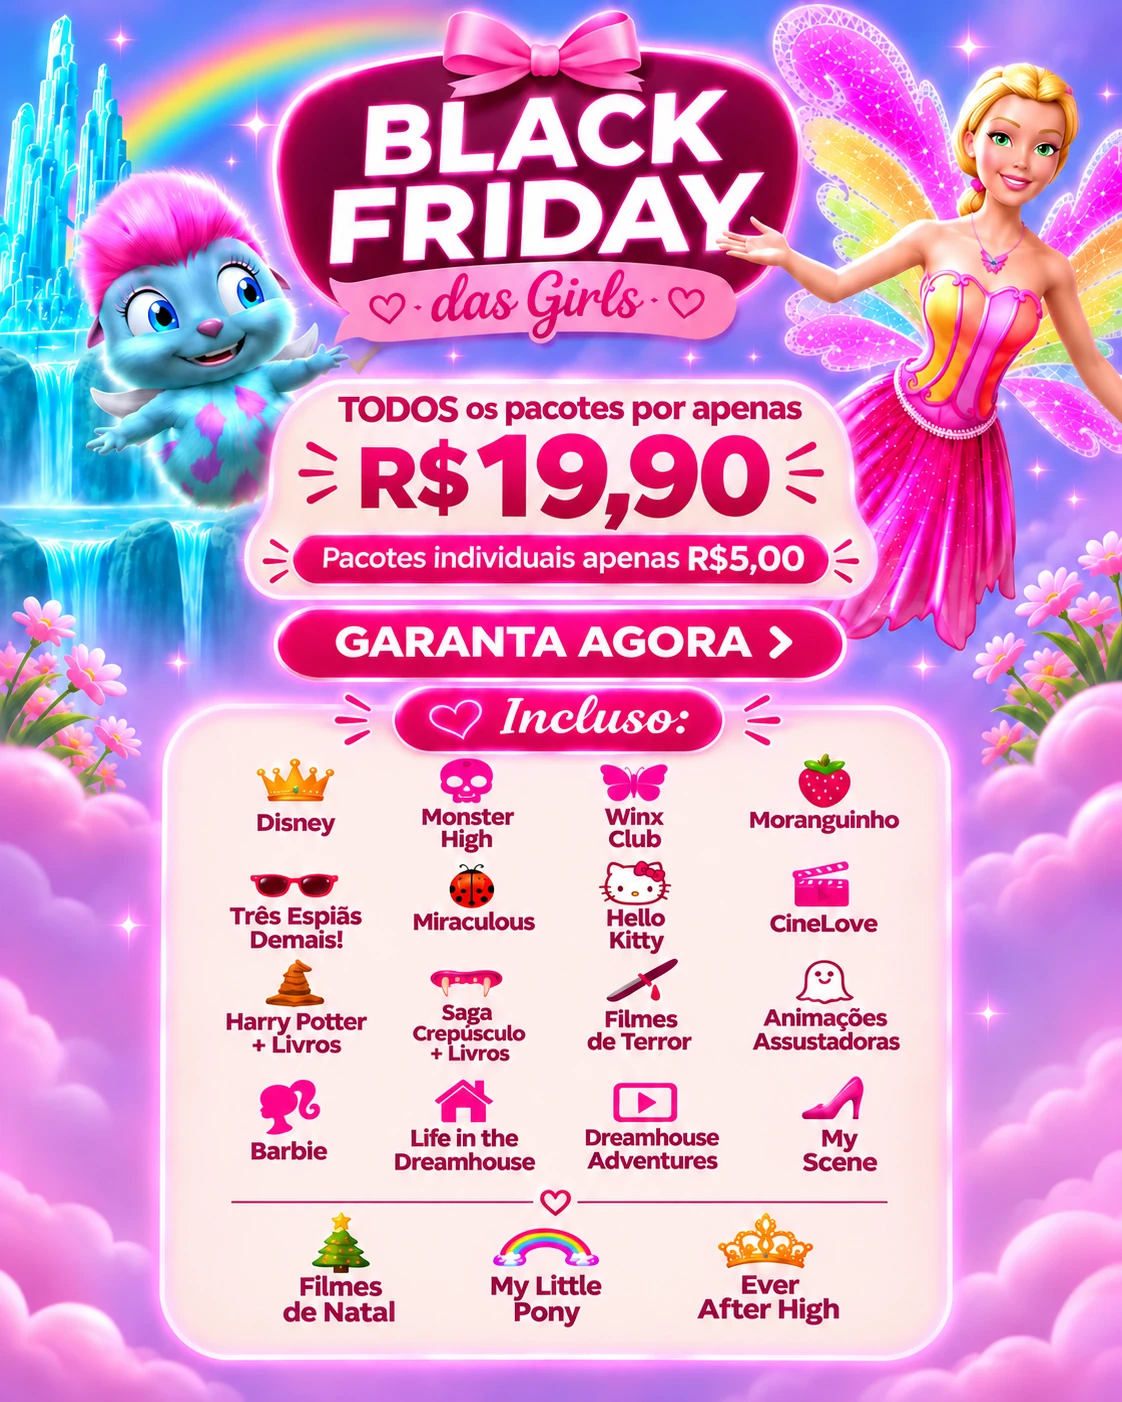 BLACK
FRIDAY
das Girls
TODOS os pacotes por apenas
R$19,90
Pacotes individuais apenas R$5,00
GARANTA AGORA
Incluso:
Disney
Monster
High
Winx
Club
Moranguinho
Três Espiãs
Demais!
Miraculous
Hello
Kitty
CineLove
Harry Potter
+ Livros
Saga
Crepúsculo
+ Livros
Filmes
de Terror
Animações
Assustadoras
Barbie
Life in the
Dreamhouse
Dreamhouse
Adventures
My
Scene
Filmes
de Natal
My Little
Pony
Ever
After High